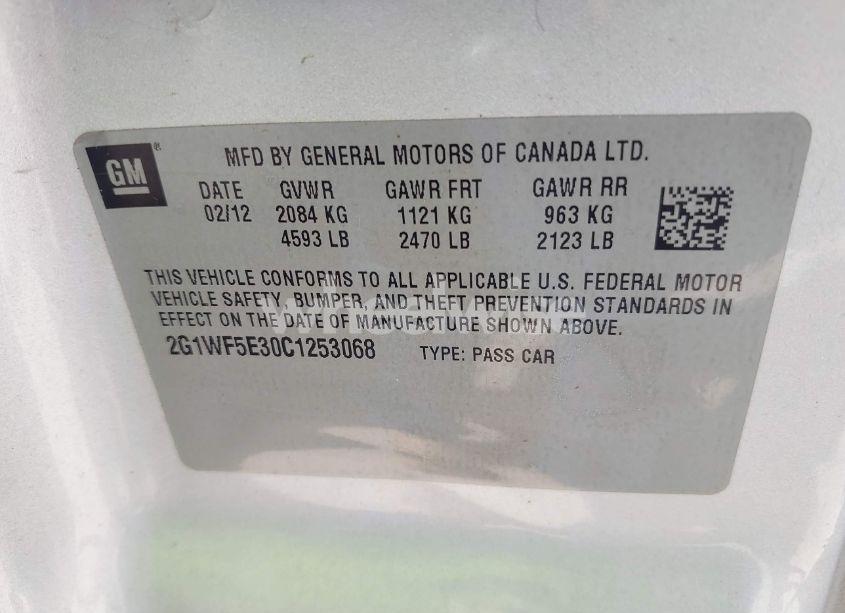 GM
MFD BY GENERAL MOTORS OF CANADA LTD.
DATE GVWR GAWR FRT GAWR RR
02/12 2084 KG 1121 KG 963 KG
4593 LB 2470 LB 2123 LB
THIS VEHICLE CONFORMS TO ALL APPLICABLE U.S. FEDERAL MOTOR
VEHICLE SAFETY, BUMPER, AND THEFT PREVENTION STANDARDS IN
EFFECT ON THE DATE OF MANUFACTURE SHOWN ABOVE.
2G1WF5E30C1253068 TYPE: PASS CAR